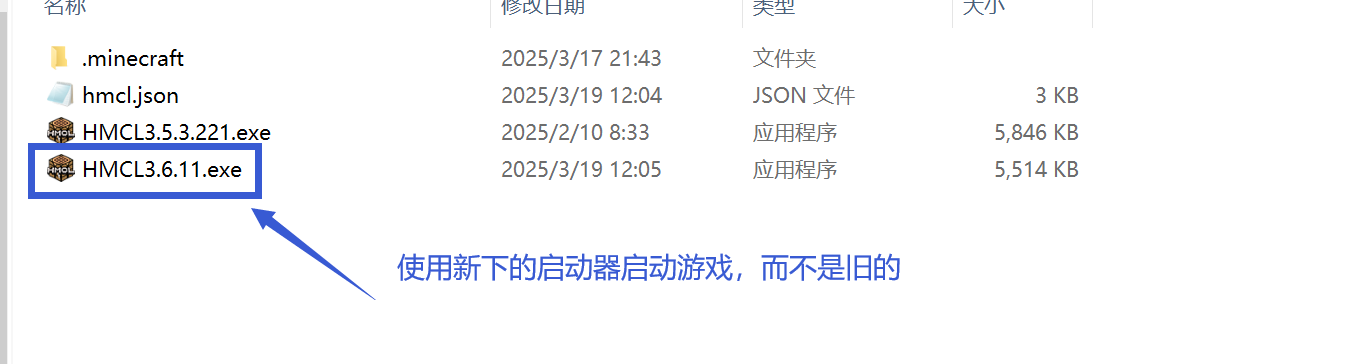 名称 修改日期 类型 大小
.minecraft 2025/3/17 21:43 文件夹
hmcl.json 2025/3/19 12:04 JSON 文件 3 KB
HMCL3.5.3.221.exe 2025/2/10 8:33 应用程序 5,846 KB
HMCL3.6.11.exe 2025/3/19 12:05 应用程序 5,514 KB
使用新下的启动器启动游戏，而不是旧的